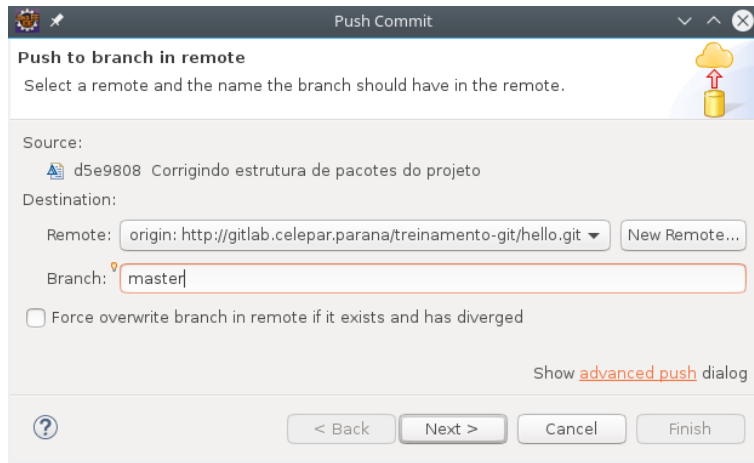 Push Commit
Push to branch in remote
Select a remote and the name the branch should have in the remote.
Source:
d5e9808 Corrigindo estrutura de pacotes do projeto
Destination:
Remote: origin: http://gitlab.celepar.parana/treinamento-git/hello.git New Remote...
Branch: master
Force overwrite branch in remote if it exists and has diverged
Show advanced push dialog
? < Back Next > Cancel Finish